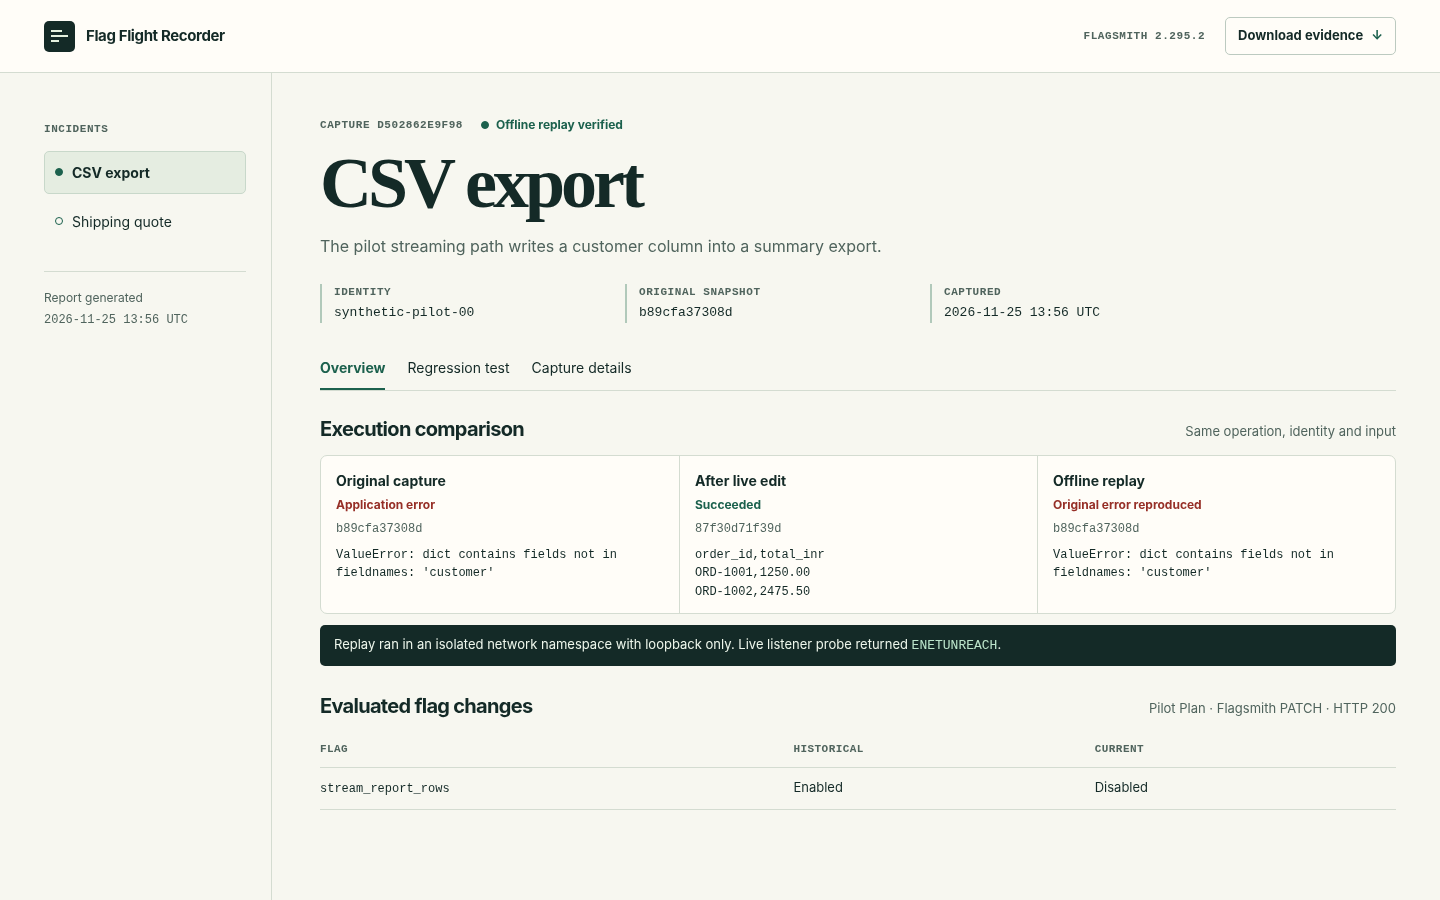 Flag Flight Recorder
FLAGSMITH 2.295.2
Download evidence ↓
INCIDENTS
CSV export
Shipping quote
Report generated
2026-11-25 13:56 UTC
CAPTURE D502862E9F98
Offline replay verified
CSV export
The pilot streaming path writes a customer column into a summary export.
IDENTITY
synthetic-pilot-00
ORIGINAL SNAPSHOT
b89cfa37308d
CAPTURED
2026-11-25 13:56 UTC
Overview
Regression test
Capture details
Execution comparison
Same operation, identity and input
Original capture
Application error
b89cfa37308d
ValueError: dict contains fields not in
fieldnames: 'customer'
After live edit
Succeeded
87f30d71f39d
order_id,total_inr
ORD-1001,1250.00
ORD-1002,2475.50
Offline replay
Original error reproduced
b89cfa37308d
ValueError: dict contains fields not in
fieldnames: 'customer'
Replay ran in an isolated network namespace with loopback only. Live listener probe returned ENETUNREACH.
Evaluated flag changes
Pilot Plan · Flagsmith PATCH · HTTP 200
FLAG HISTORICAL CURRENT
stream_report_rows Enabled Disabled